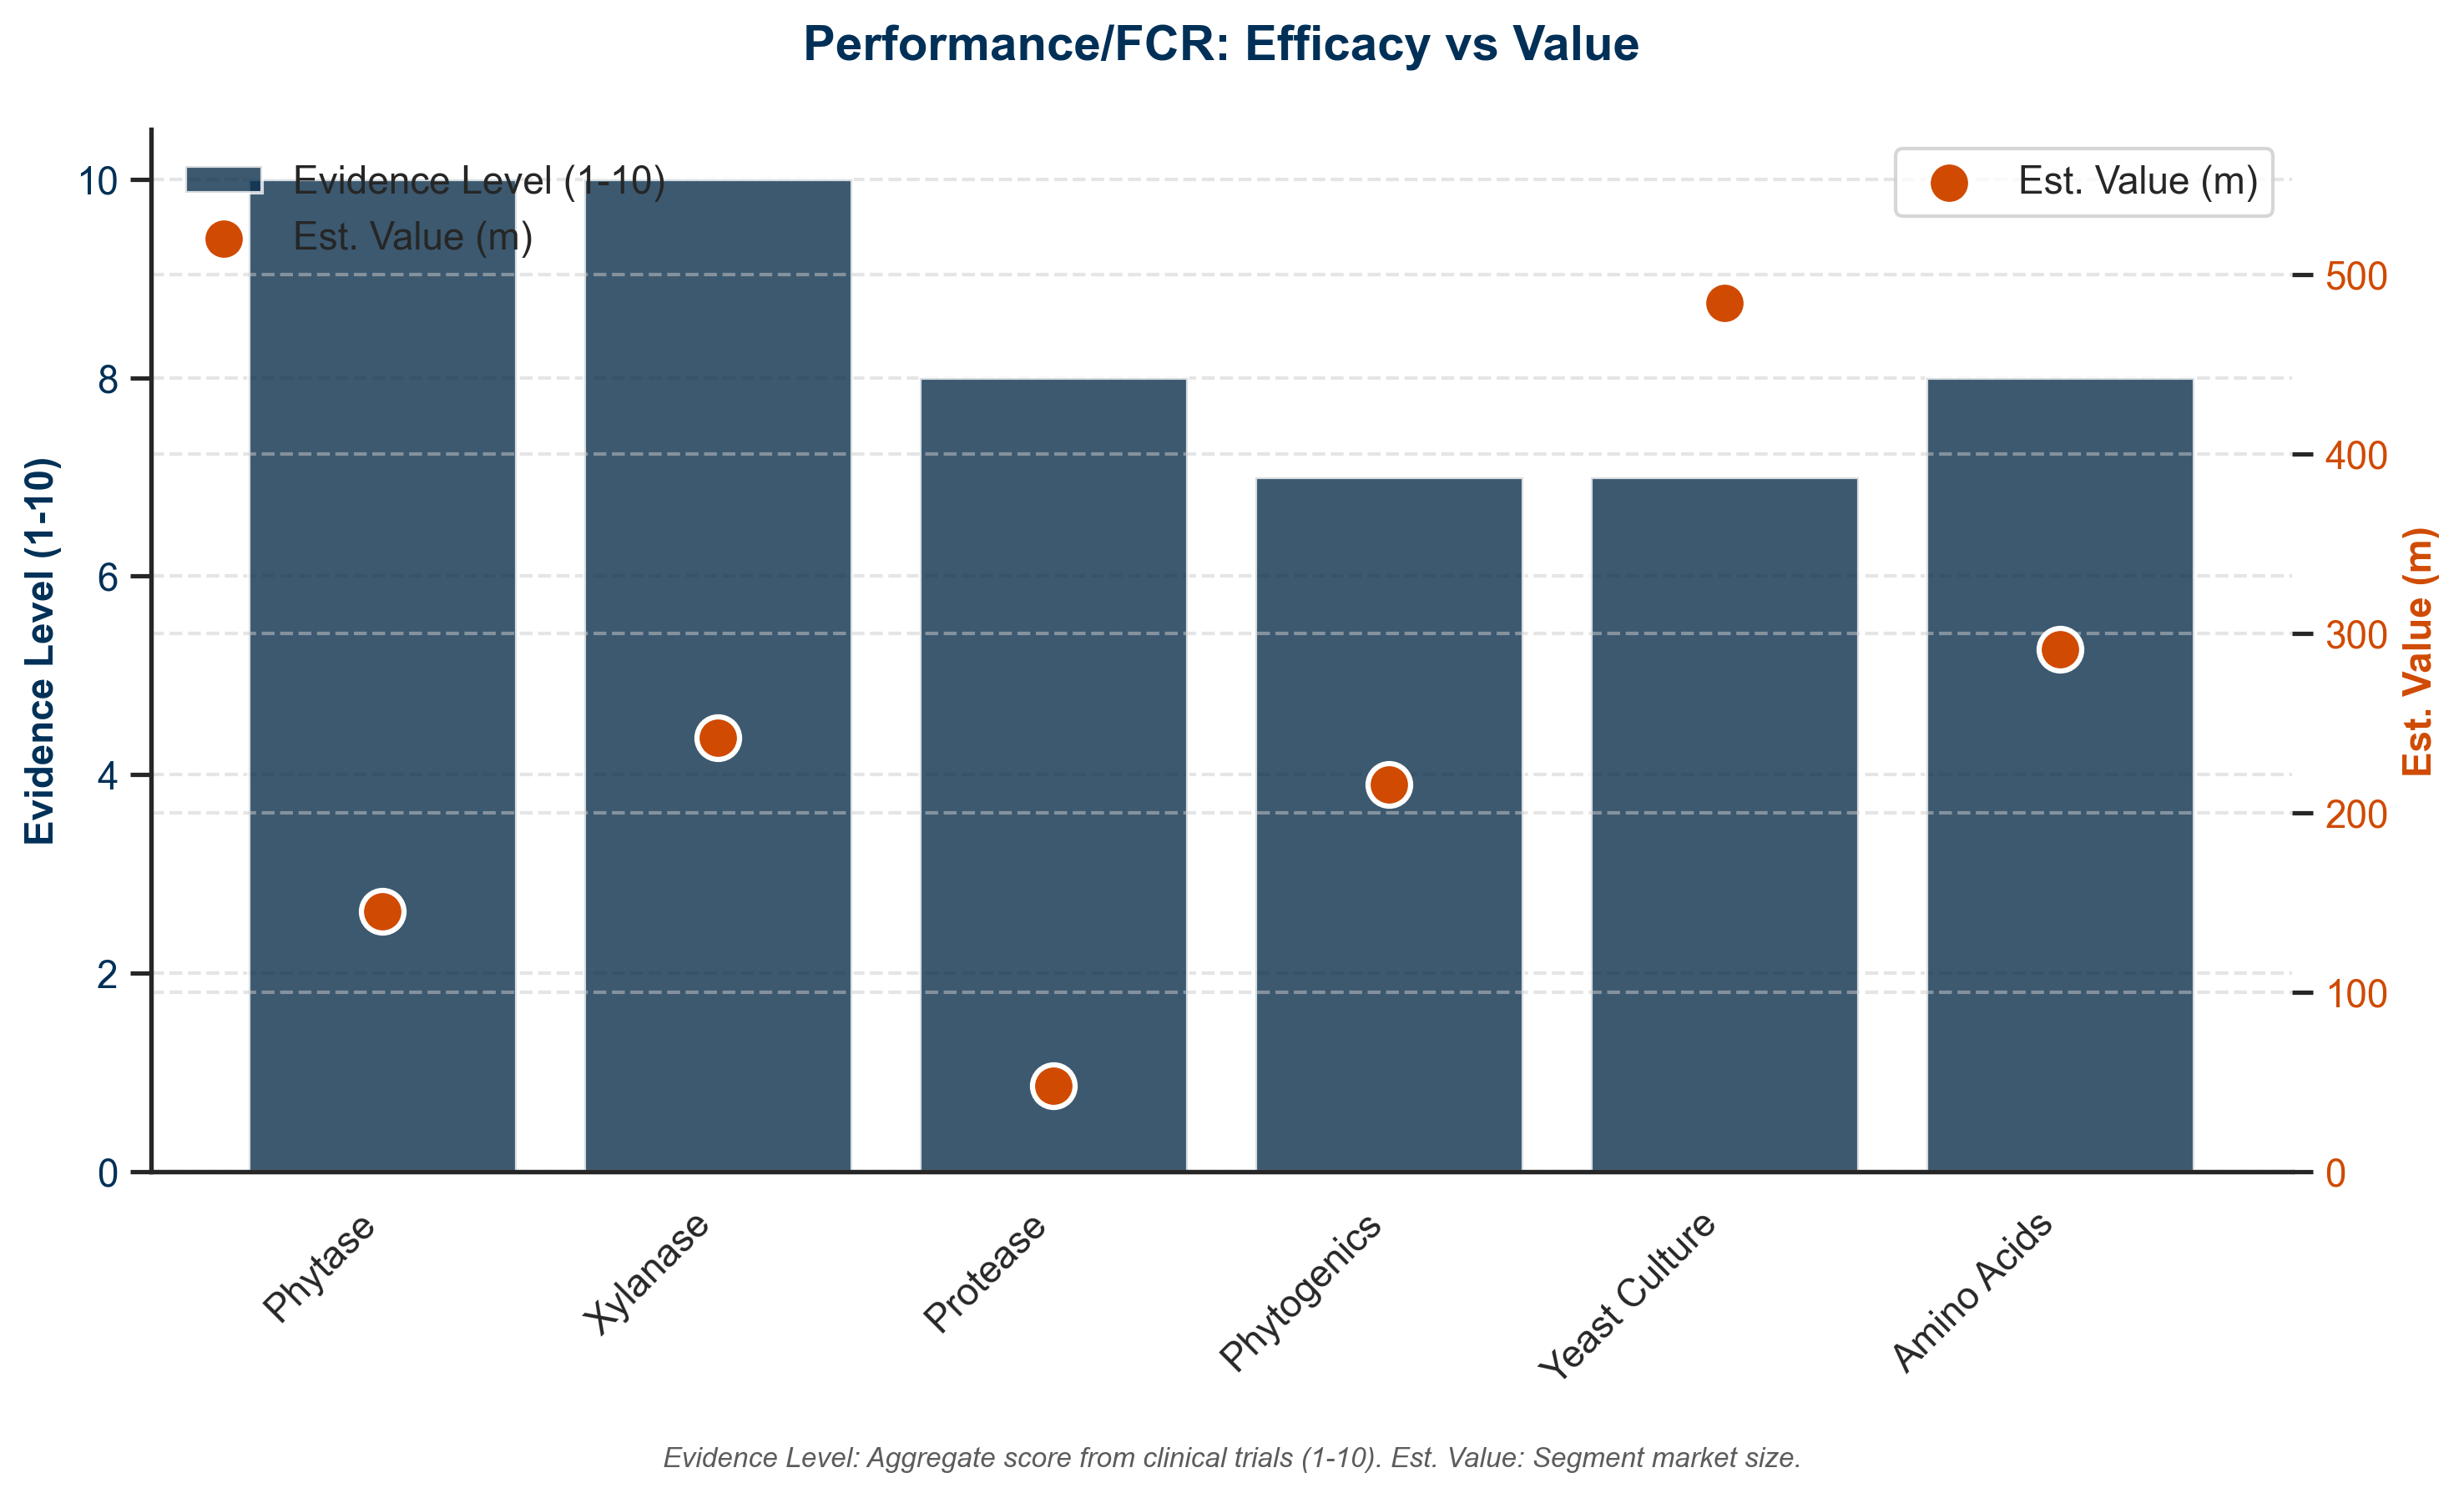 Performance/FCR: Efficacy vs Value
Evidence Level (1-10)
Est. Value (m)
Est. Value (m)
Evidence Level (1-10)
10
8
6
4
2
0
500
400
300
200
100
0
Est. Value (m)
Phytase
Xylanase
Protease
Phytogenics
Yeast Culture
Amino Acids
Evidence Level: Aggregate score from clinical trials (1-10). Est. Value: Segment market size.